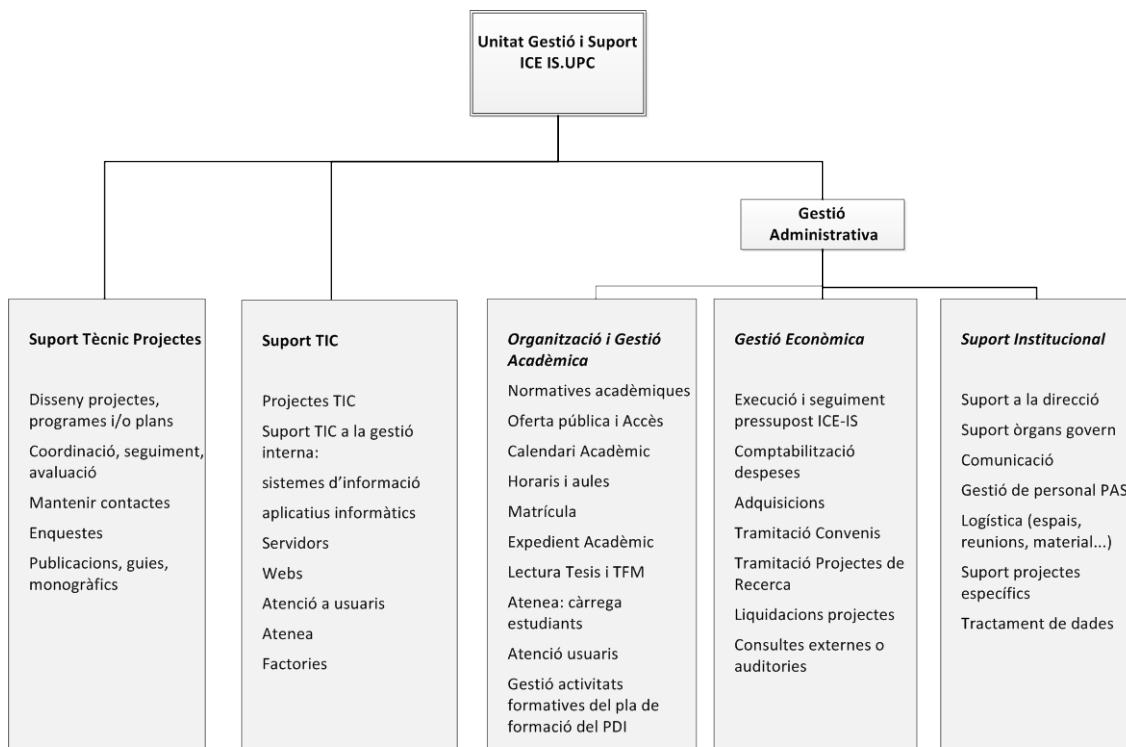 Unitat Gestió i Suport
ICE IS.UPC
Gestió
Administrativa
Suport Tècnic Projectes
Disseny projectes,
programes i/o plans
Coordinació, seguiment,
avaluació
Mantenir contactes
Enquestes
Publicacions, guies,
monogràfics
Suport TIC
Projectes TIC
Suport TIC a la gestió
interna:
sistemes d'informació
aplicatius informàtics
Servidors
Webs
Atenció a usuaris
Atenea
Factories
Organització i Gestió
Acadèmica
Normatives acadèmiques
Oferta pública i Accès
Calendari Acadèmic
Horaris i aules
Matrícula
Expedient Acadèmic
Lectura Tesis i TFM
Atenea: càrrega
estudiants
Atenció usuaris
Gestió activitats
formatives del pla de
formació del PDI
Gestió Econòmica
Execució i seguiment
pressupost ICE-IS
Comptabilització
despeses
Adquisicions
Tramitació Convenis
Tramitació Projectes de
Recerca
Liquidacions projectes
Consultes externes o
auditories
Suport Institucional
Suport a la direcció
Suport òrgans govern
Comunicació
Gestió de personal PAS
Logística (espais,
reunions, material...)
Suport projectes
específics
Tractament de dades